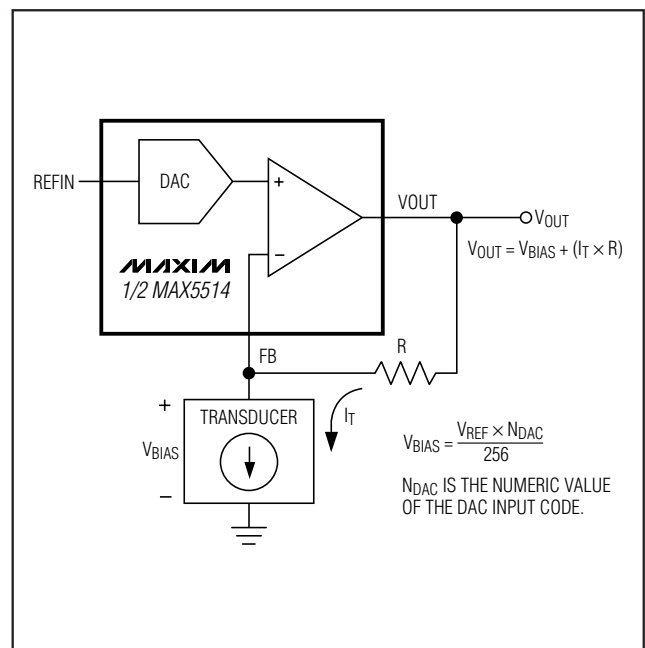 REFIN
DAC
+
−
VOUT
VOUT
VOUT = VBIAS + (IT × R)
MAXIM
1/2 MAX5514
FB
R
+
TRANSDUCER
IT
VBIAS
−
VBIAS = VREF × NDAC
256
NDAC IS THE NUMERIC VALUE
OF THE DAC INPUT CODE.